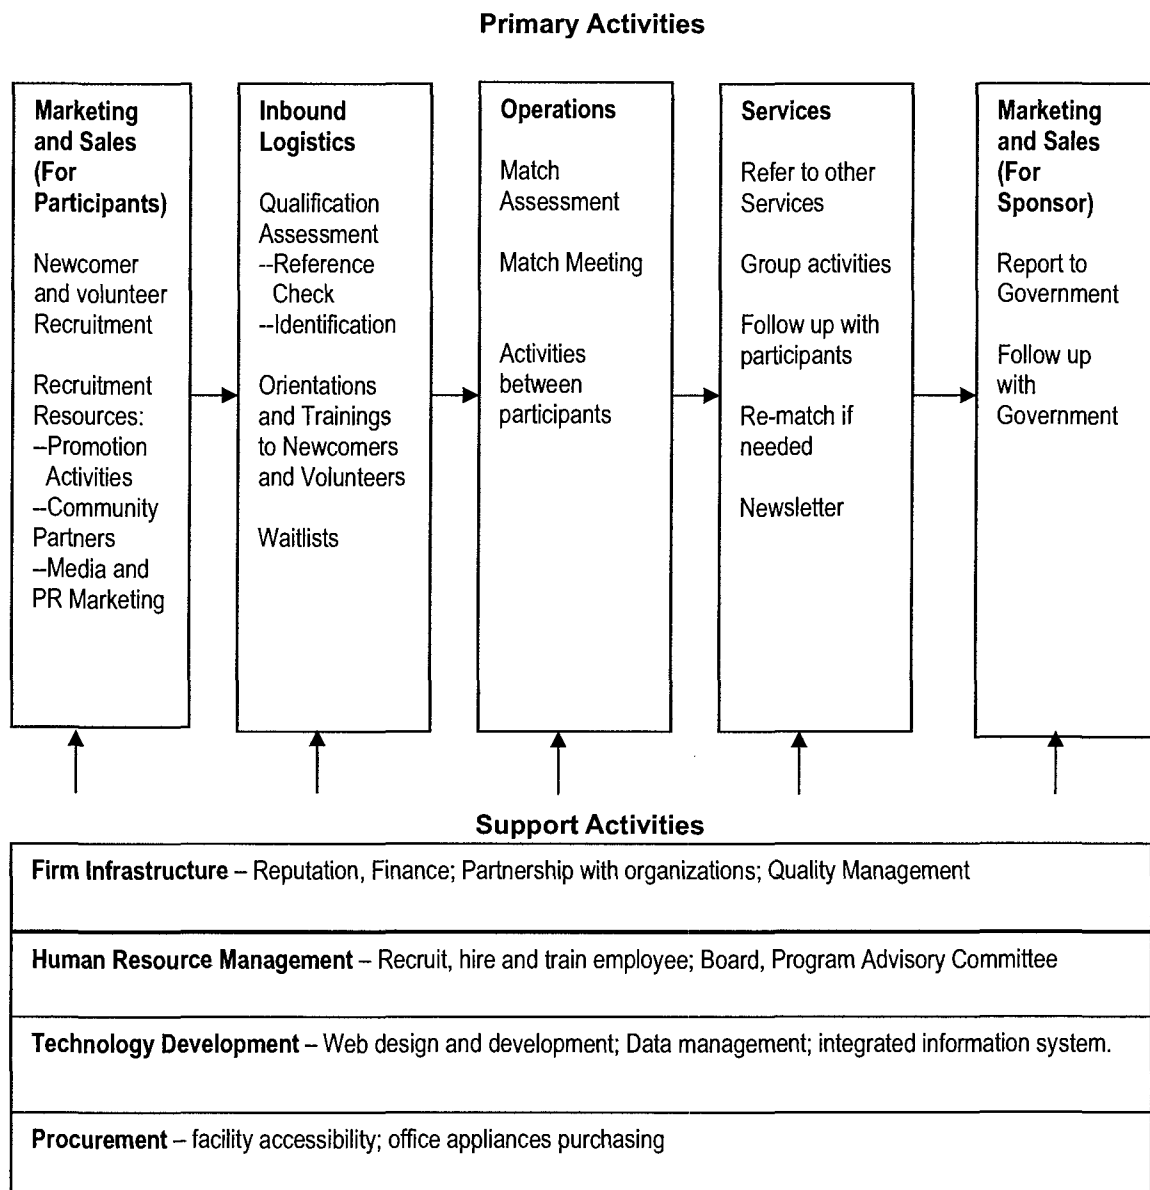 Primary Activities
Marketing
and Sales
(For
Participants)
Newcomer
and volunteer
Recruitment
Recruitment
Resources:
--Promotion
Activities
--Community
Partners
--Media and
PR Marketing
Inbound
Logistics
Qualification
Assessment
--Reference
Check
--Identification
Orientations
and Trainings
to Newcomers
and Volunteers
Waitlists
Operations
Match
Assessment
Match Meeting
Activities
between
participants
Services
Refer to other
Services
Group activities
Follow up with
participants
Re-match if
needed
Newsletter
Marketing
and Sales
(For
Sponsor)
Report to
Government
Follow up
with
Government
Support Activities
Firm Infrastructure – Reputation, Finance; Partnership with organizations; Quality Management
Human Resource Management – Recruit, hire and train employee; Board, Program Advisory Committee
Technology Development – Web design and development; Data management; integrated information system.
Procurement – facility accessibility; office appliances purchasing